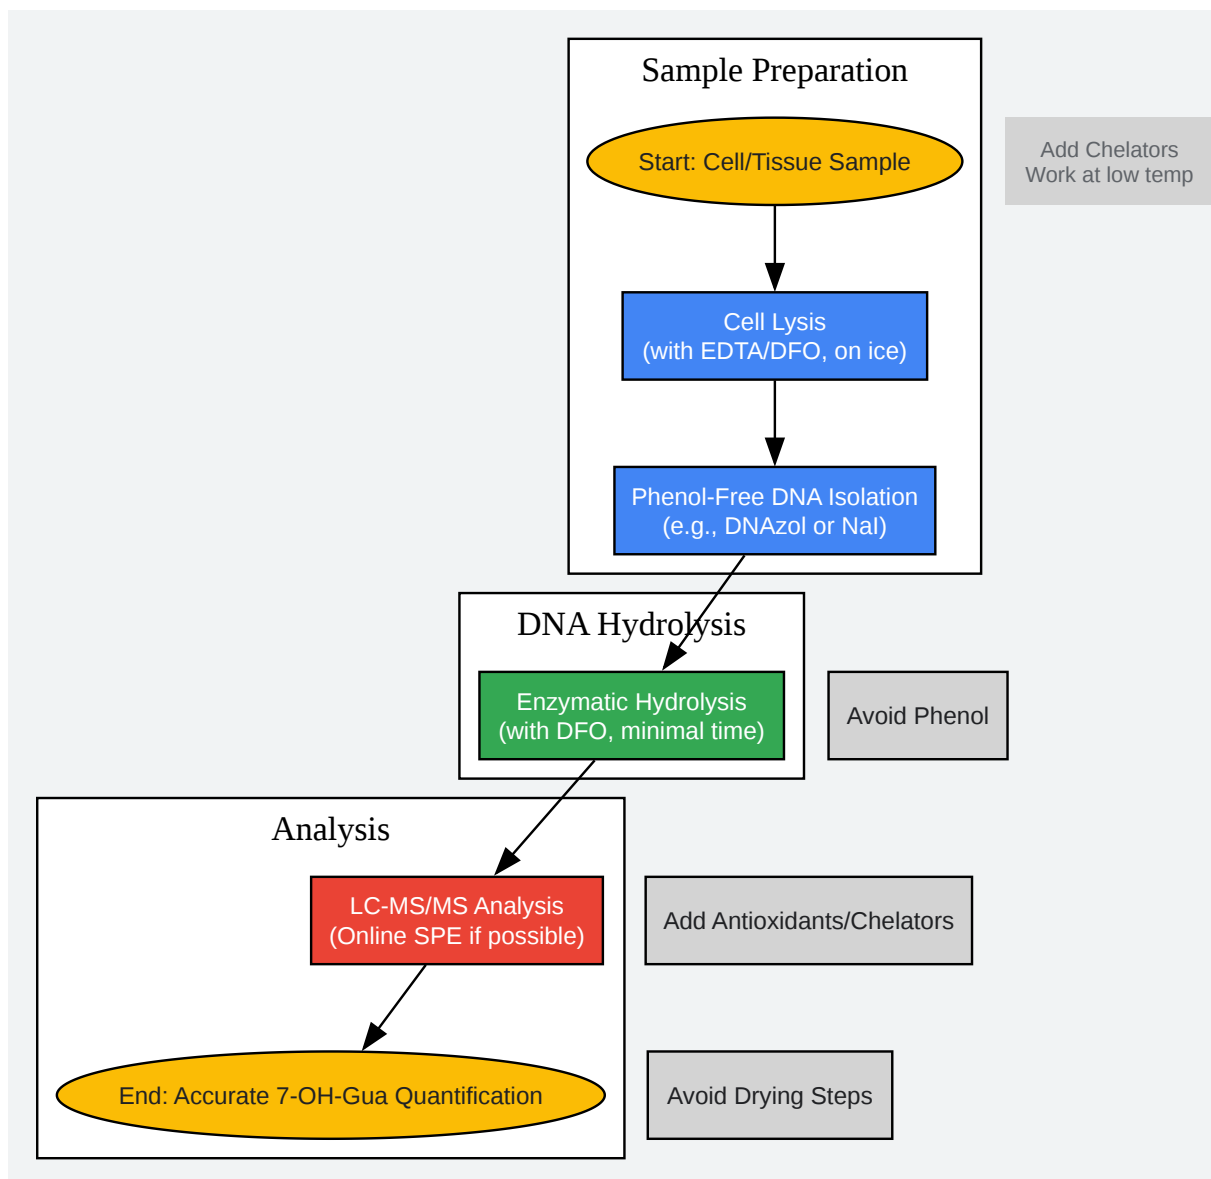 Sample Preparation
Start: Cell/Tissue Sample
Add Chelators
Work at low temp
Cell Lysis
(with EDTA/DFO, on ice)
Phenol-Free DNA Isolation
(e.g., DNAzol or NaI)
DNA Hydrolysis
Enzymatic Hydrolysis
(with DFO, minimal time)
Avoid Phenol
Analysis
LC-MS/MS Analysis
(Online SPE if possible)
Add Antioxidants/Chelators
End: Accurate 7-OH-Gua Quantification
Avoid Drying Steps